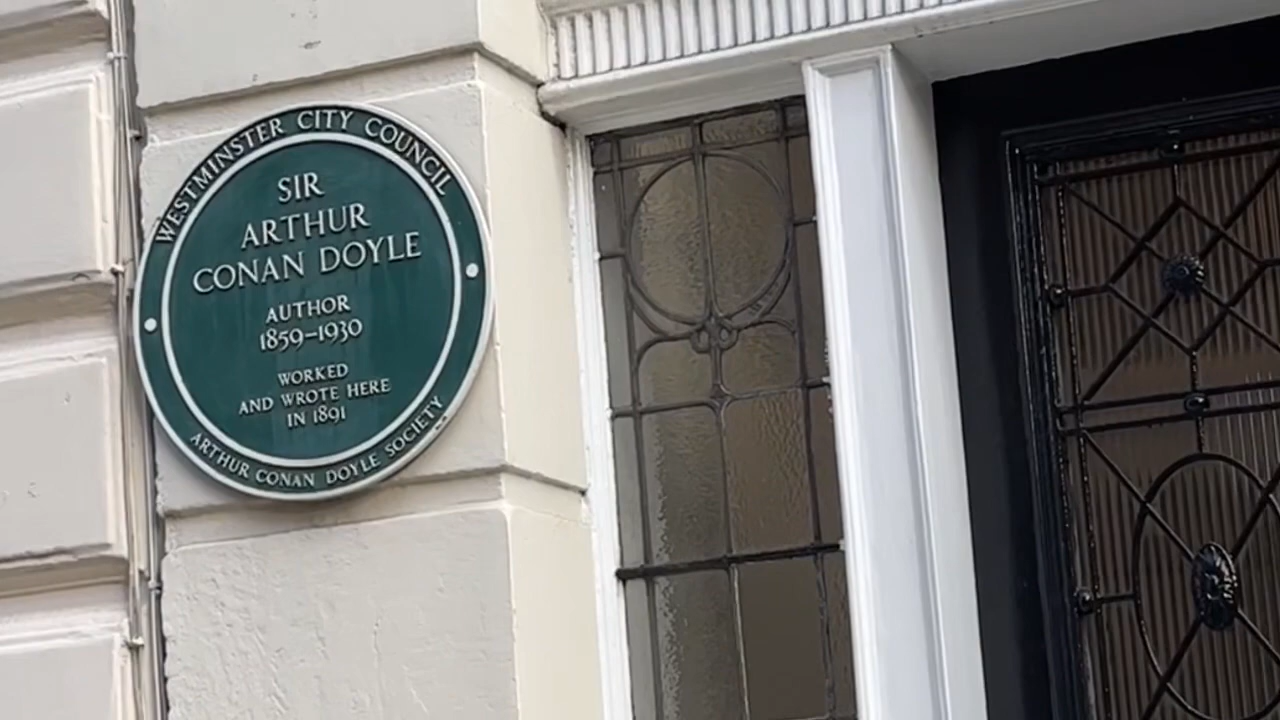 WESTMINSTER CITY COUNCIL
SIR
ARTHUR
CONAN DOYLE
AUTHOR
1859–1930
WORKED
AND WROTE HERE
IN 1891
ARTHUR CONAN DOYLE SOCIETY